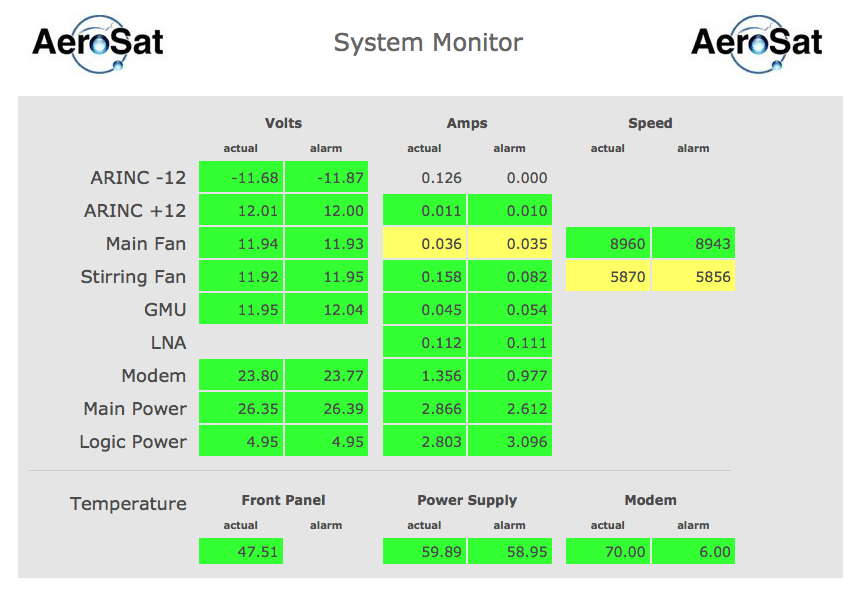 AeroSat System Monitor AeroSat
Volts Amps Speed
actual alarm actual alarm actual alarm
ARINC -12 -11.68 -11.87 0.126 0.000
ARINC +12 12.01 12.00 0.011 0.010
Main Fan 11.94 11.93 0.036 0.035 8960 8943
Stirring Fan 11.92 11.95 0.158 0.082 5870 5856
GMU 11.95 12.04 0.045 0.054
LNA 0.112 0.111
Modem 23.80 23.77 1.356 0.977
Main Power 26.35 26.39 2.866 2.612
Logic Power 4.95 4.95 2.803 3.096
Temperature Front Panel Power Supply Modem
actual alarm actual alarm actual alarm
47.51 59.89 58.95 70.00 6.00